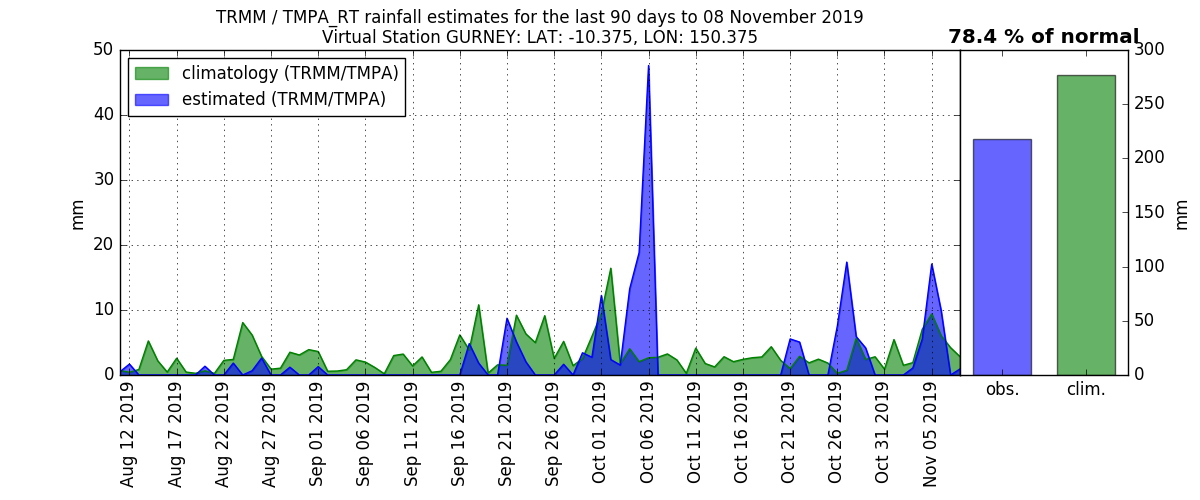 TRMM / TMPA_RT rainfall estimates for the last 90 days to 08 November 2019
Virtual Station GURNEY: LAT: -10.375, LON: 150.375
78.4 % of normal
climatology (TRMM/TMPA)
estimated (TRMM/TMPA)
50
40
30
20
10
0
mm
Aug 12 2019
Aug 17 2019
Aug 22 2019
Aug 27 2019
Sep 01 2019
Sep 06 2019
Sep 11 2019
Sep 16 2019
Sep 21 2019
Sep 26 2019
Oct 01 2019
Oct 06 2019
Oct 11 2019
Oct 16 2019
Oct 21 2019
Oct 26 2019
Oct 31 2019
Nov 05 2019
obs.
clim.
300
250
200
150
100
50
0
mm